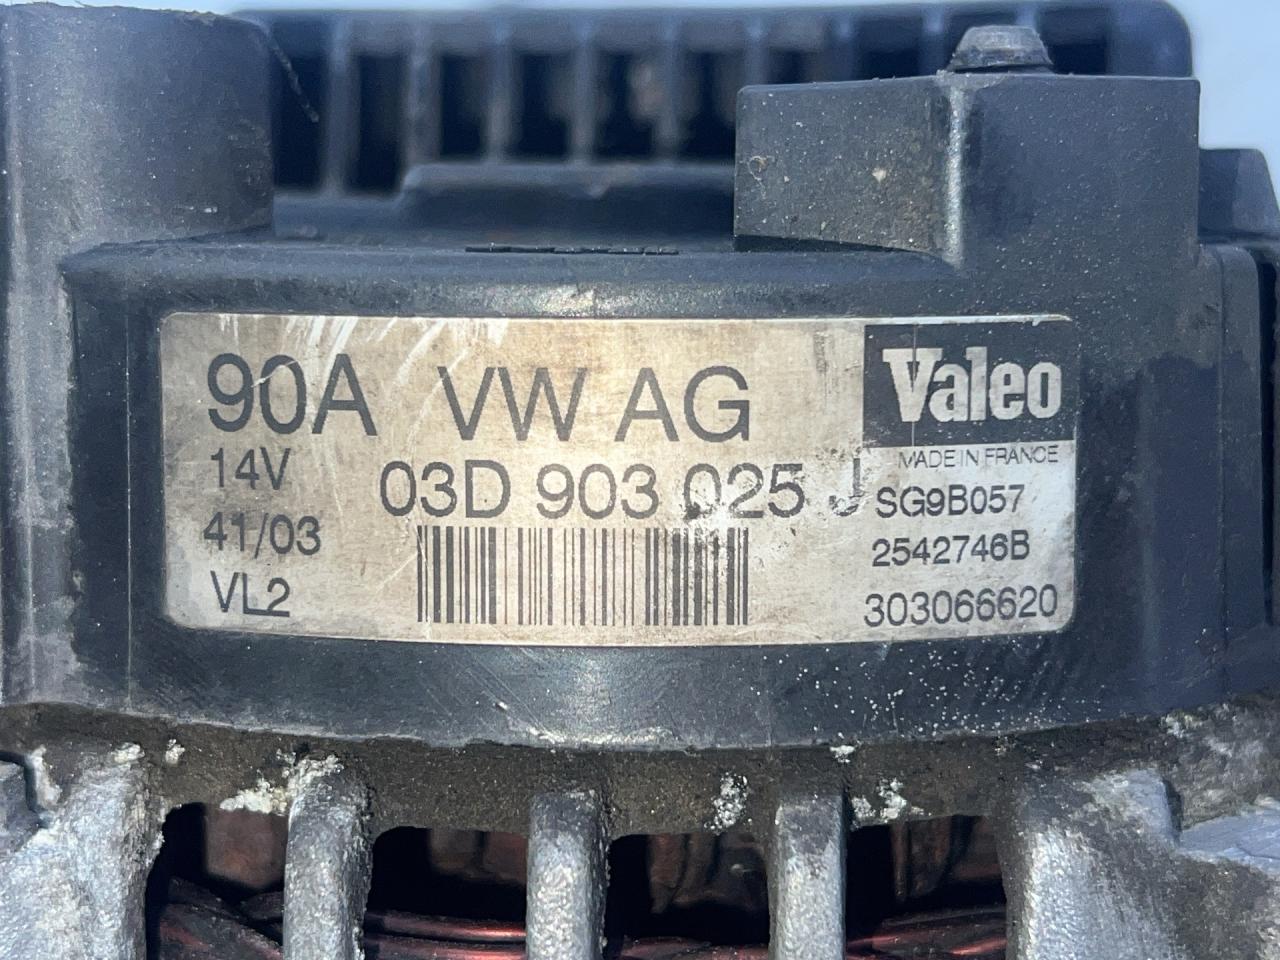 90A VW AG
Valeo
MADE IN FRANCE
14V
03D 903 025 J
SG9B057
41/03
2542746B
VL2
303066620